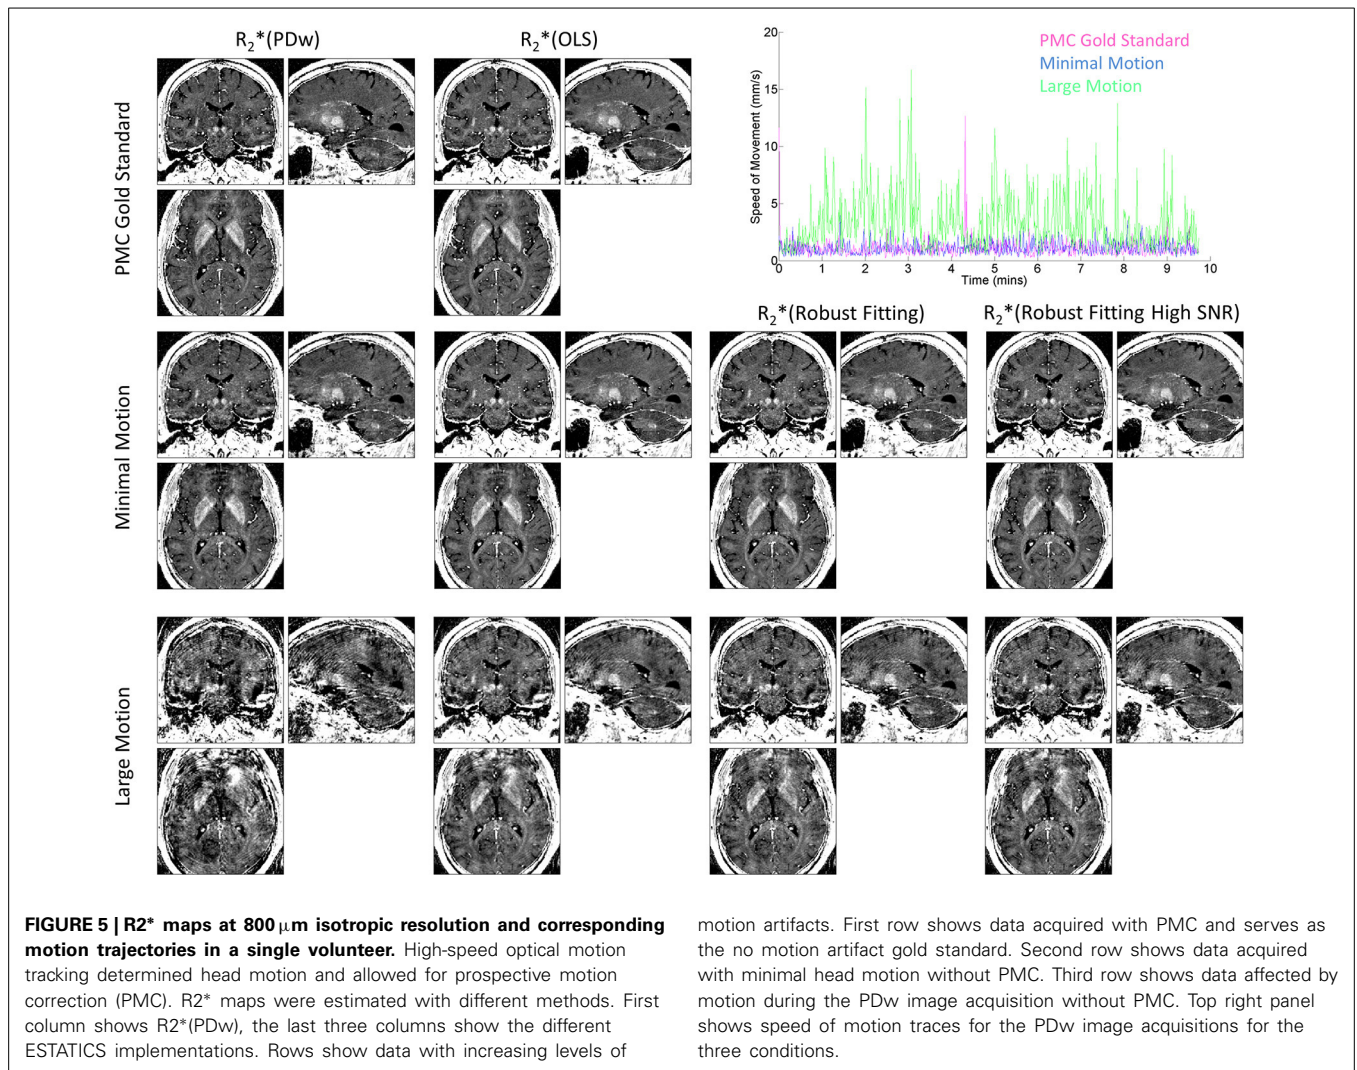 R2*(PDw)
R2*(OLS)
PMC Gold Standard
20
15
10
5
0
Speed of Movement (mm/s)
PMC Gold Standard
Minimal Motion
Large Motion
0 1 2 3 4 5 6 7 8 9 10
Time (mins)
R2*(Robust Fitting)
R2*(Robust Fitting High SNR)
Minimal Motion
Large Motion
FIGURE 5 | R2* maps at 800 μm isotropic resolution and corresponding
motion trajectories in a single volunteer. High-speed optical motion
tracking determined head motion and allowed for prospective motion
correction (PMC). R2* maps were estimated with different methods. First
column shows R2*(PDw), the last three columns show the different
ESTATICS implementations. Rows show data with increasing levels of
motion artifacts. First row shows data acquired with PMC and serves as
the no motion artifact gold standard. Second row shows data acquired
with minimal head motion without PMC. Third row shows data affected by
motion during the PDw image acquisition without PMC. Top right panel
shows speed of motion traces for the PDw image acquisitions for the
three conditions.